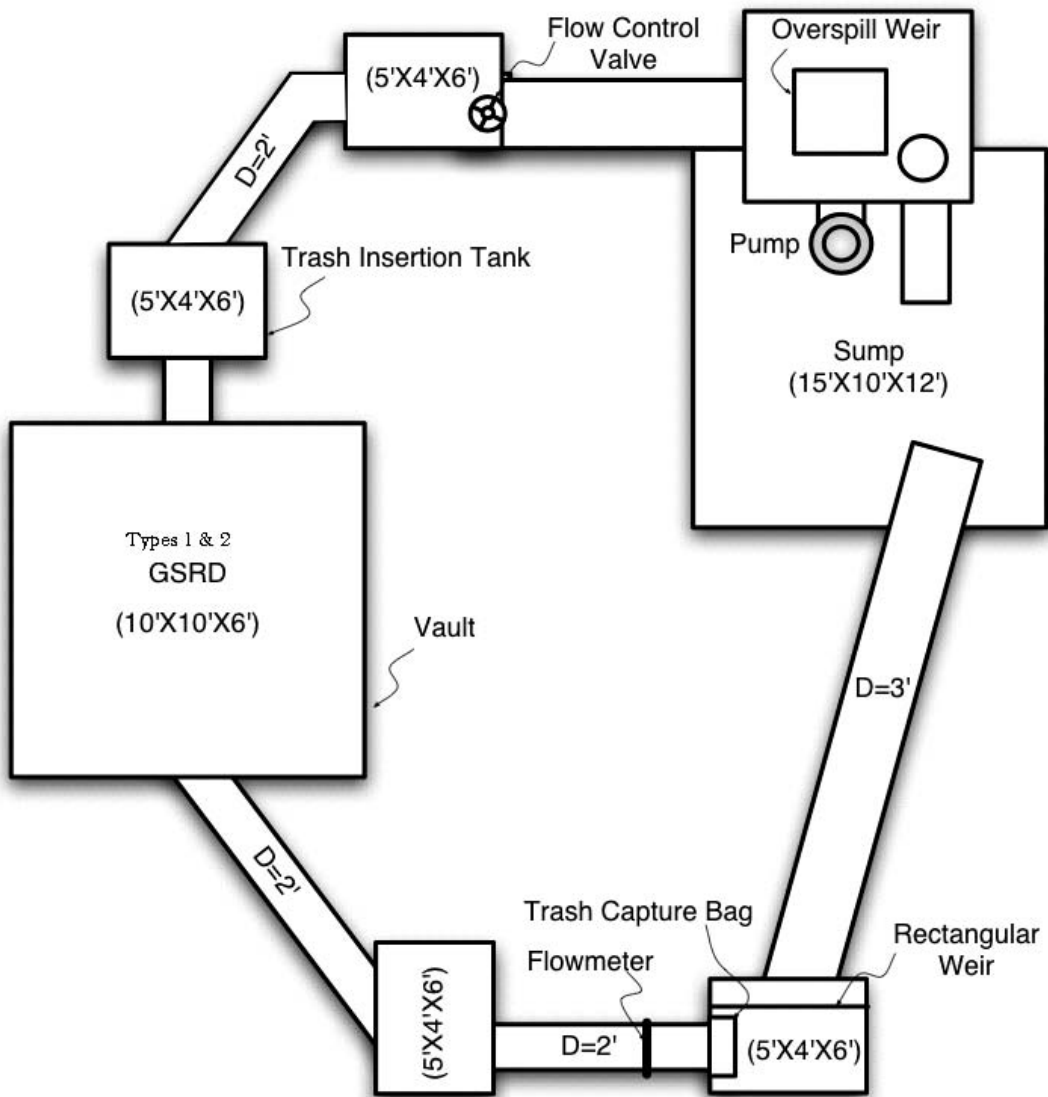 Flow Control
Valve
Overspill Weir
(5'X4'X6')
D=2'
Trash Insertion Tank
(5'X4'X6')
Pump
Sump
(15'X10'X12')
Types 1 & 2
GSRD
(10'X10'X6')
Vault
D=3'
D=2'
Trash Capture Bag
Flowmeter
Rectangular
Weir
(5'X4'X6')
D=2'
(5'X4'X6')